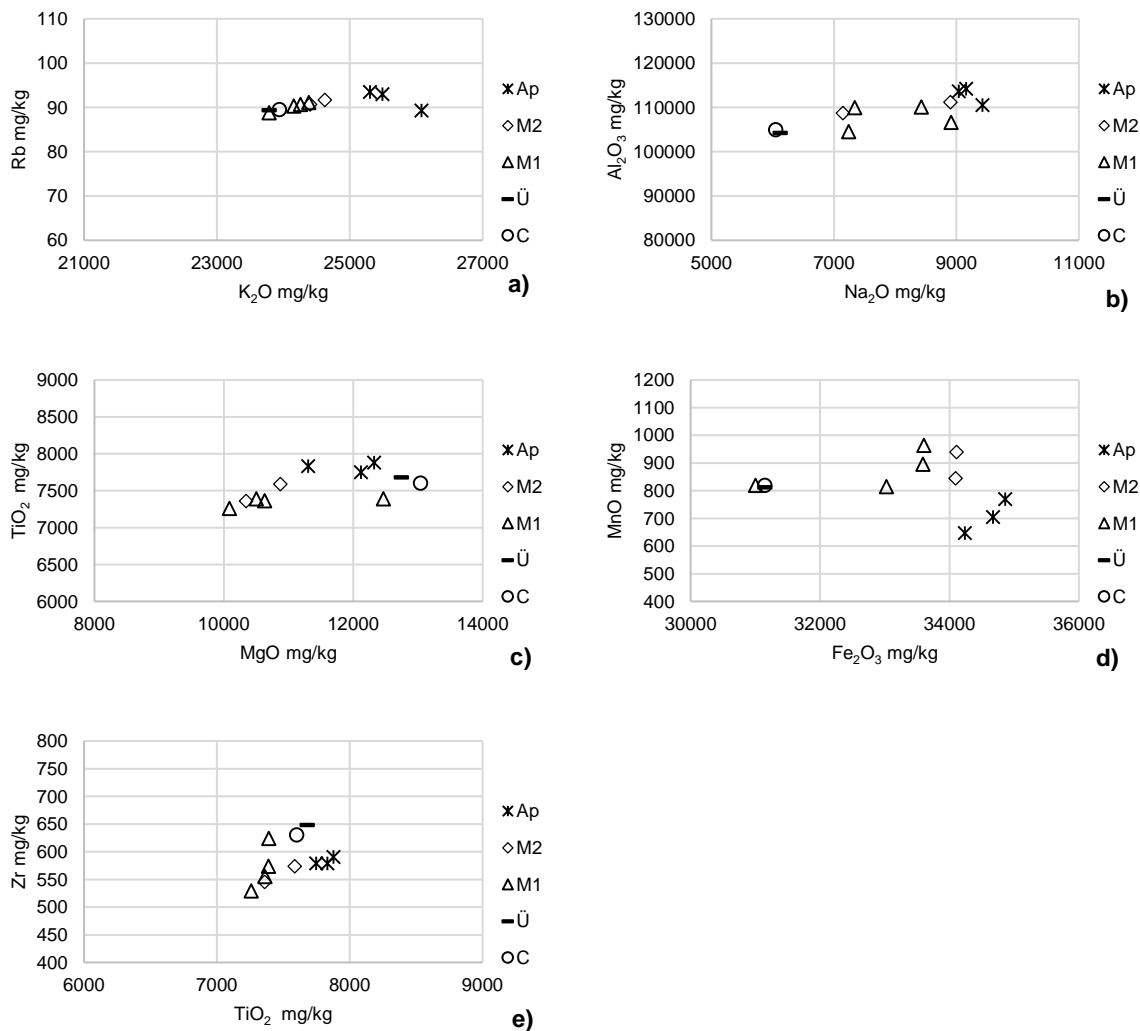 110
100
90
80
70
60
Rb mg/kg
21000 23000 25000 27000
K₂O mg/kg
Ap
M2
M1
Ü
C
a)
130000
120000
110000
100000
90000
80000
Al₂O₃ mg/kg
5000 7000 9000 11000
Na₂O mg/kg
Ap
M2
M1
Ü
C
b)
9000
8500
8000
7500
7000
6500
6000
TiO₂ mg/kg
8000 10000 12000 14000
MgO mg/kg
Ap
M2
M1
Ü
C
c)
1200
1100
1000
900
800
700
600
500
400
MnO mg/kg
30000 32000 34000 36000
Fe₂O₃ mg/kg
Ap
M2
M1
Ü
C
d)
800
750
700
650
600
550
500
450
400
Zr mg/kg
6000 7000 8000 9000
TiO₂ mg/kg
Ap
M2
M1
Ü
C
e)